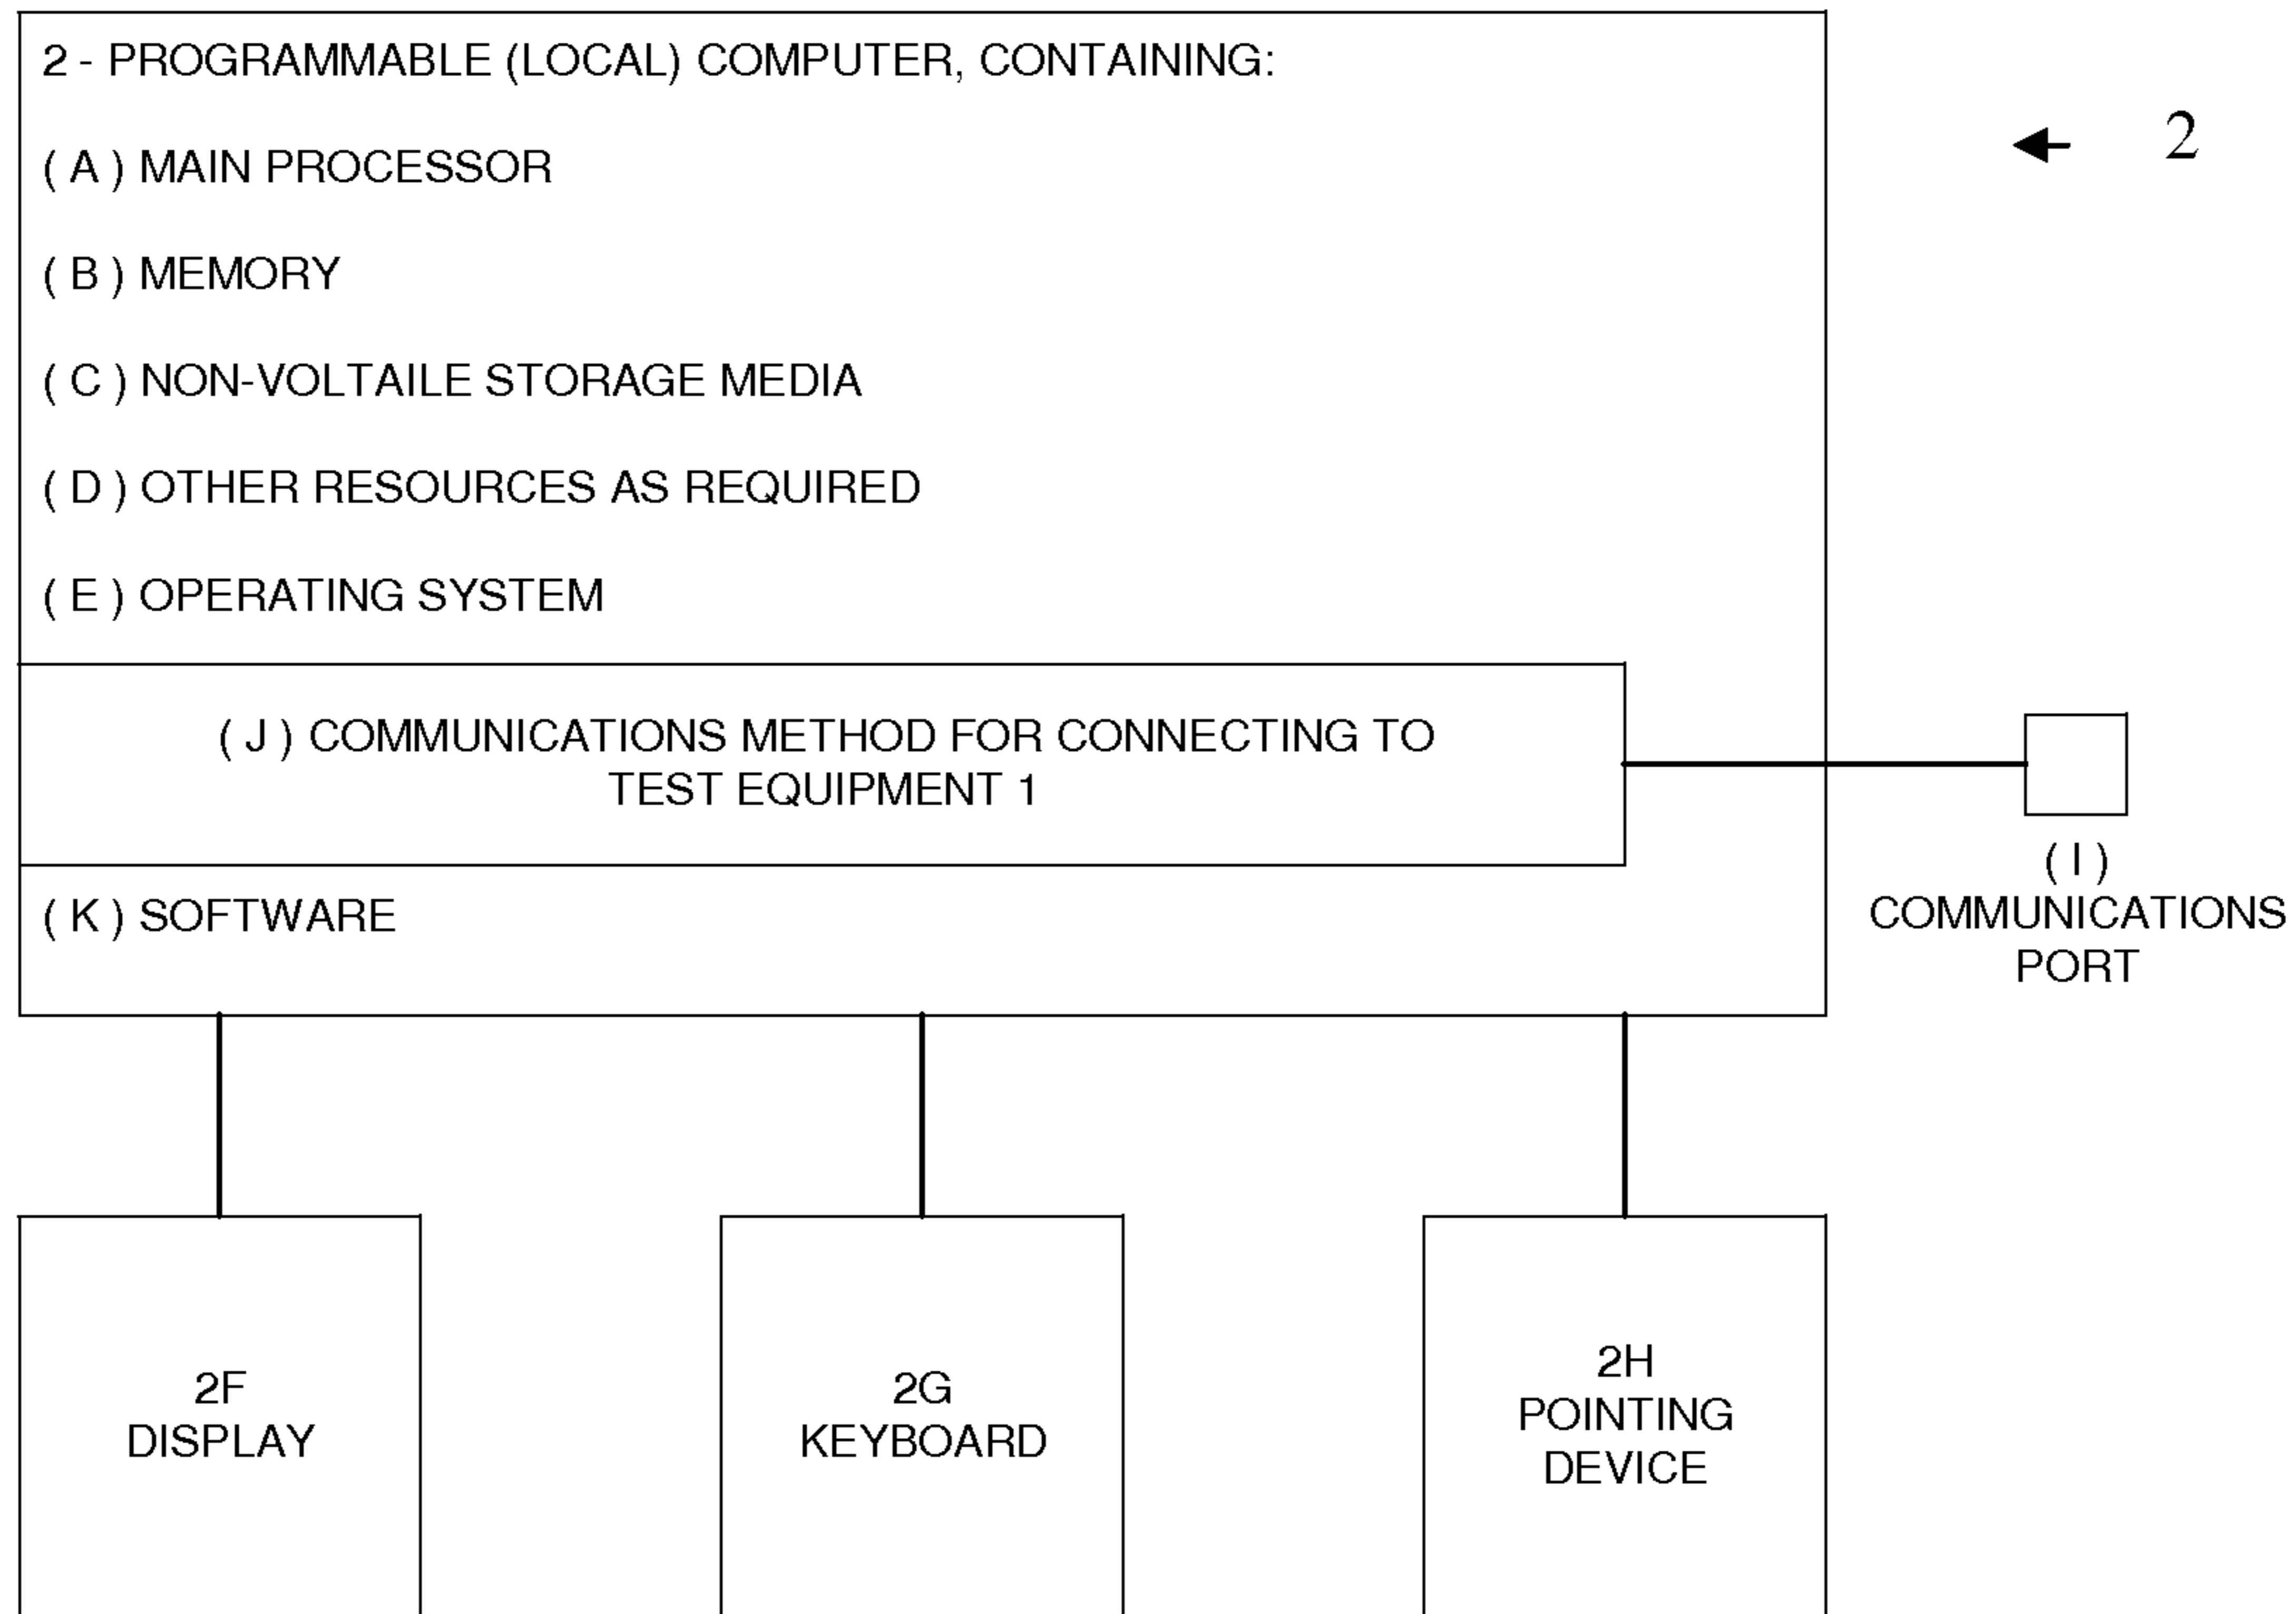 2 - PROGRAMMABLE (LOCAL) COMPUTER, CONTAINING:
2
( A ) MAIN PROCESSOR
( B ) MEMORY
( C ) NON-VOLTAILE STORAGE MEDIA
( D ) OTHER RESOURCES AS REQUIRED
( E ) OPERATING SYSTEM
( J ) COMMUNICATIONS METHOD FOR CONNECTING TO
TEST EQUIPMENT 1
( I )
COMMUNICATIONS
PORT
( K ) SOFTWARE
2F
DISPLAY
2G
KEYBOARD
2H
POINTING
DEVICE